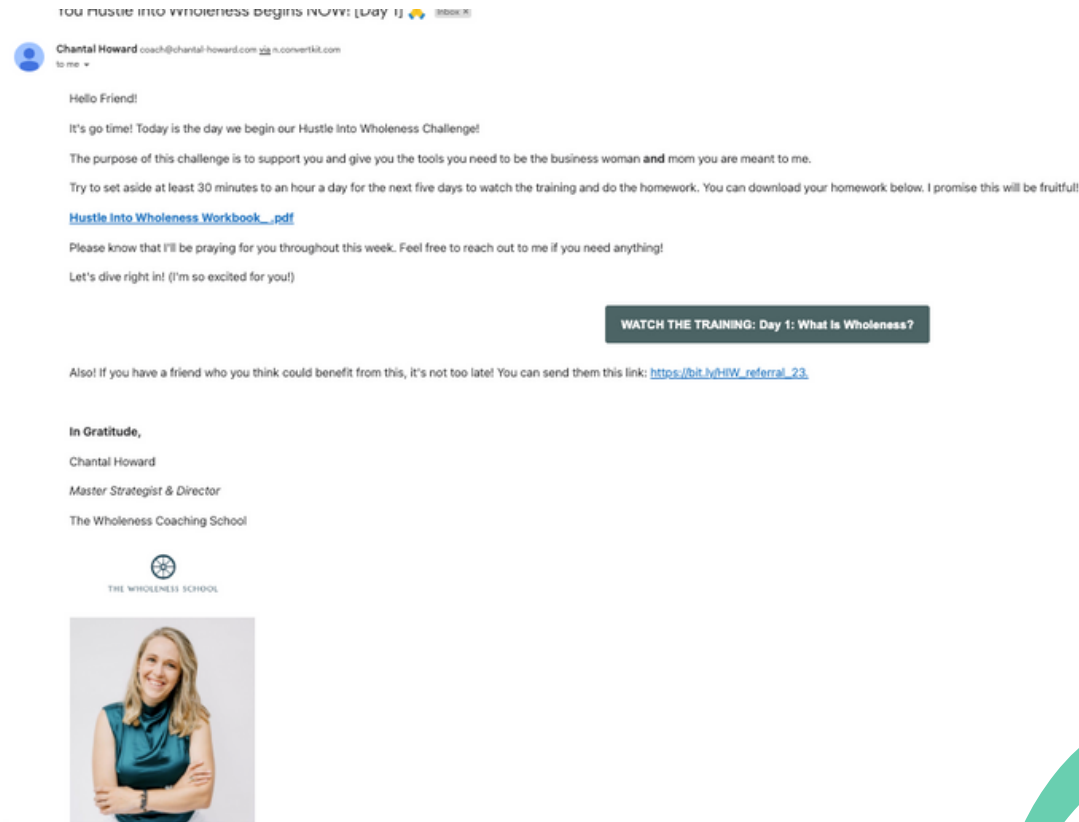 You Hustle Into Wholeness Begins NOW! [Day 1] 🙏 Inbox ×
Chantal Howard coach@chantal-howard.com via n.convertkit.com
to me
Hello Friend!
It's go time! Today is the day we begin our Hustle Into Wholeness Challenge!
The purpose of this challenge is to support you and give you the tools you need to be the business woman and mom you are meant to me.
Try to set aside at least 30 minutes to an hour a day for the next five days to watch the training and do the homework. You can download your homework below. I promise this will be fruitful!
Hustle Into Wholeness Workbook_ .pdf
Please know that I'll be praying for you throughout this week. Feel free to reach out to me if you need anything!
Let's dive right in! (I'm so excited for you!)
WATCH THE TRAINING: Day 1: What Is Wholeness?
Also! If you have a friend who you think could benefit from this, it's not too late! You can send them this link: https://bit.ly/HIW_referral_23.
In Gratitude,
Chantal Howard
Master Strategist & Director
The Wholeness Coaching School
THE WHOLENESS SCHOOL